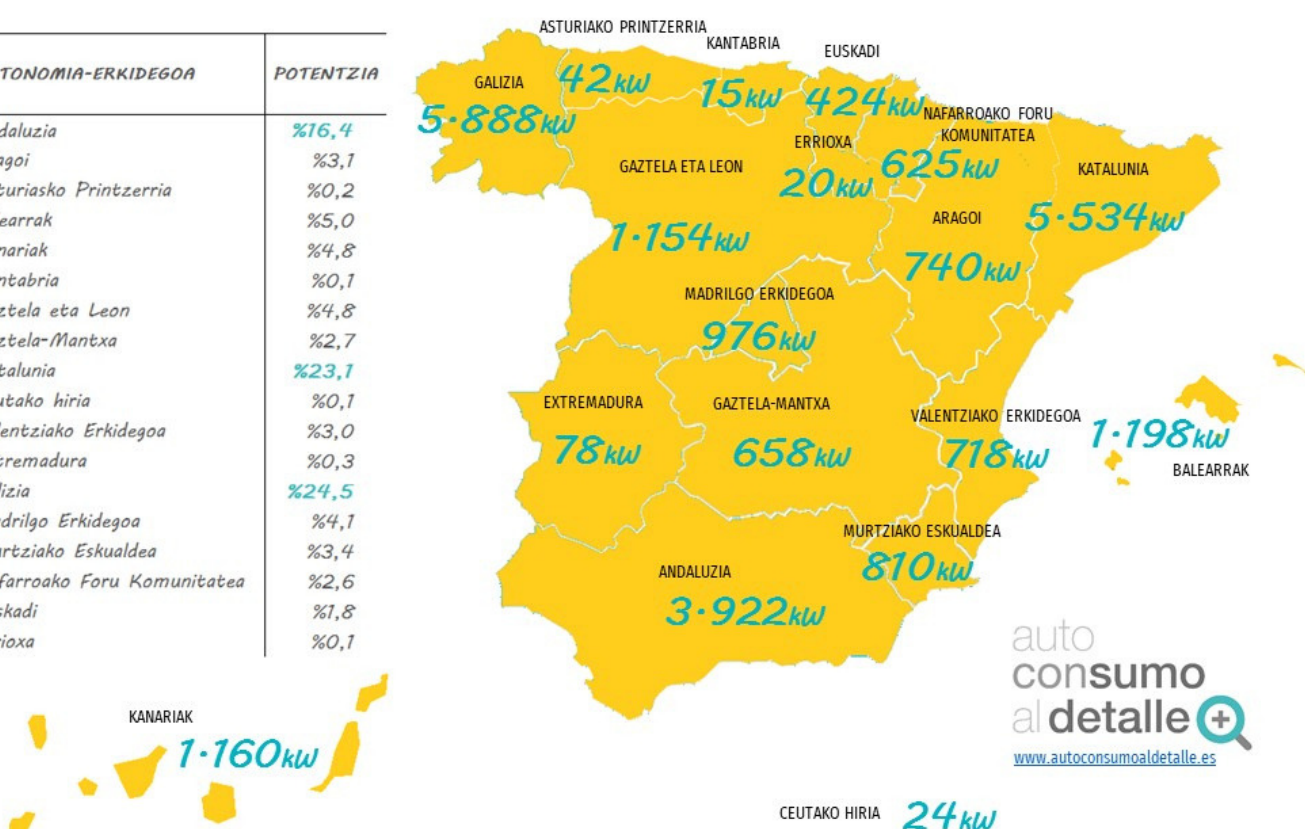 TONOMIA-ERKIDEGOA POTENTZIA
daluzia %16,4
agoi %3,1
turiasko Printzerria %0,2
earrak %5,0
nariak %4,8
ntabria %0,1
ztela eta Leon %4,8
ztela-Mantxa %2,7
talunia %23,1
utako hiria %0,1
lentziako Erkidegoa %3,0
tremadura %0,3
lizia %24,5
adrilgo Erkidegoa %4,1
urtziako Eskualdea %3,4
farroako Foru Komunitatea %2,6
skadi %1,8
ioxa %0,1
ASTURIAKO PRINTZERRIA
42kW
KANTABRIA
15kW
EUSKADI
424kW
GALIZIA
5.888kW
NAFARROAKO FORU
KOMUNITATEA
625kW
ERRIOXA
20kW
GAZTELA ETA LEON
1.154kW
KATALUNIA
5.534kW
ARAGOI
740kW
MADRILGO ERKIDEGOA
976kW
EXTREMADURA
78kW
GAZTELA-MANTXA
658kW
VALENTZIAKO ERKIDEGOA
718kW
1.198kW
BALEARRAK
MURTZIAKO ESKUALDEA
810kW
ANDALUZIA
3.922kW
KANARIAK
1.160kW
auto
consumo
al detalle
www.autoconsumoaldetalle.es
CEUTAKO HIRIA 24kW